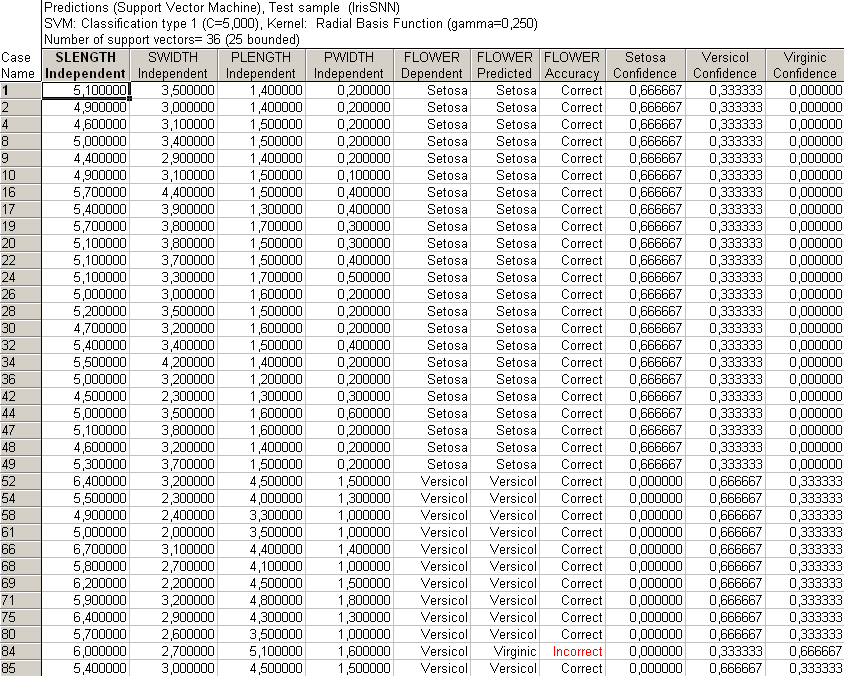 Predictions (Support Vector Machine), Test sample (IrisSNN)
SVM: Classification type 1 (C=5,000), Kernel: Radial Basis Function (gamma=0,250)
Number of support vectors= 36 (25 bounded)
Case SLENGTH SWIDTH PLENGTH PWIDTH FLOWER FLOWER FLOWER Setosa Versicol Virginic
Name Independent Independent Independent Independent Dependent Predicted Accuracy Confidence Confidence Confidence
1 5,100000 3,500000 1,400000 0,200000 Setosa Setosa Correct 0,666667 0,333333 0,000000
2 4,900000 3,000000 1,400000 0,200000 Setosa Setosa Correct 0,666667 0,333333 0,000000
4 4,600000 3,100000 1,500000 0,200000 Setosa Setosa Correct 0,666667 0,333333 0,000000
8 5,000000 3,400000 1,500000 0,200000 Setosa Setosa Correct 0,666667 0,333333 0,000000
9 4,400000 2,900000 1,400000 0,200000 Setosa Setosa Correct 0,666667 0,333333 0,000000
10 4,900000 3,100000 1,500000 0,100000 Setosa Setosa Correct 0,666667 0,333333 0,000000
16 5,700000 4,400000 1,500000 0,400000 Setosa Setosa Correct 0,666667 0,333333 0,000000
17 5,400000 3,900000 1,300000 0,400000 Setosa Setosa Correct 0,666667 0,333333 0,000000
19 5,700000 3,800000 1,700000 0,300000 Setosa Setosa Correct 0,666667 0,333333 0,000000
20 5,100000 3,800000 1,500000 0,300000 Setosa Setosa Correct 0,666667 0,333333 0,000000
22 5,100000 3,700000 1,500000 0,400000 Setosa Setosa Correct 0,666667 0,333333 0,000000
24 5,100000 3,300000 1,700000 0,500000 Setosa Setosa Correct 0,666667 0,333333 0,000000
26 5,000000 3,000000 1,600000 0,200000 Setosa Setosa Correct 0,666667 0,333333 0,000000
28 5,200000 3,500000 1,500000 0,200000 Setosa Setosa Correct 0,666667 0,333333 0,000000
30 4,700000 3,200000 1,600000 0,200000 Setosa Setosa Correct 0,666667 0,333333 0,000000
32 5,400000 3,400000 1,500000 0,400000 Setosa Setosa Correct 0,666667 0,333333 0,000000
34 5,500000 4,200000 1,400000 0,200000 Setosa Setosa Correct 0,666667 0,333333 0,000000
36 5,000000 3,200000 1,200000 0,200000 Setosa Setosa Correct 0,666667 0,333333 0,000000
42 4,500000 2,300000 1,300000 0,300000 Setosa Setosa Correct 0,666667 0,333333 0,000000
44 5,000000 3,500000 1,600000 0,600000 Setosa Setosa Correct 0,666667 0,333333 0,000000
47 5,100000 3,800000 1,600000 0,200000 Setosa Setosa Correct 0,666667 0,333333 0,000000
48 4,600000 3,200000 1,400000 0,200000 Setosa Setosa Correct 0,666667 0,333333 0,000000
49 5,300000 3,700000 1,500000 0,200000 Setosa Setosa Correct 0,666667 0,333333 0,000000
52 6,400000 3,200000 4,500000 1,500000 Versicol Versicol Correct 0,000000 0,666667 0,333333
54 5,500000 2,300000 4,000000 1,300000 Versicol Versicol Correct 0,000000 0,666667 0,333333
58 4,900000 2,400000 3,300000 1,000000 Versicol Versicol Correct 0,000000 0,666667 0,333333
61 5,000000 2,000000 3,500000 1,000000 Versicol Versicol Correct 0,000000 0,666667 0,333333
66 6,700000 3,100000 4,400000 1,400000 Versicol Versicol Correct 0,000000 0,666667 0,333333
68 5,800000 2,700000 4,100000 1,000000 Versicol Versicol Correct 0,000000 0,666667 0,333333
69 6,200000 2,200000 4,500000 1,500000 Versicol Versicol Correct 0,000000 0,666667 0,333333
71 5,900000 3,200000 4,800000 1,800000 Versicol Versicol Correct 0,000000 0,666667 0,333333
75 6,400000 2,900000 4,300000 1,300000 Versicol Versicol Correct 0,000000 0,666667 0,333333
80 5,700000 2,600000 3,500000 1,000000 Versicol Versicol Correct 0,000000 0,666667 0,333333
84 6,000000 2,700000 5,100000 1,600000 Versicol Virginic Incorrect 0,000000 0,333333 0,666667
85 5,400000 3,000000 4,500000 1,500000 Versicol Versicol Correct 0,000000 0,666667 0,333333